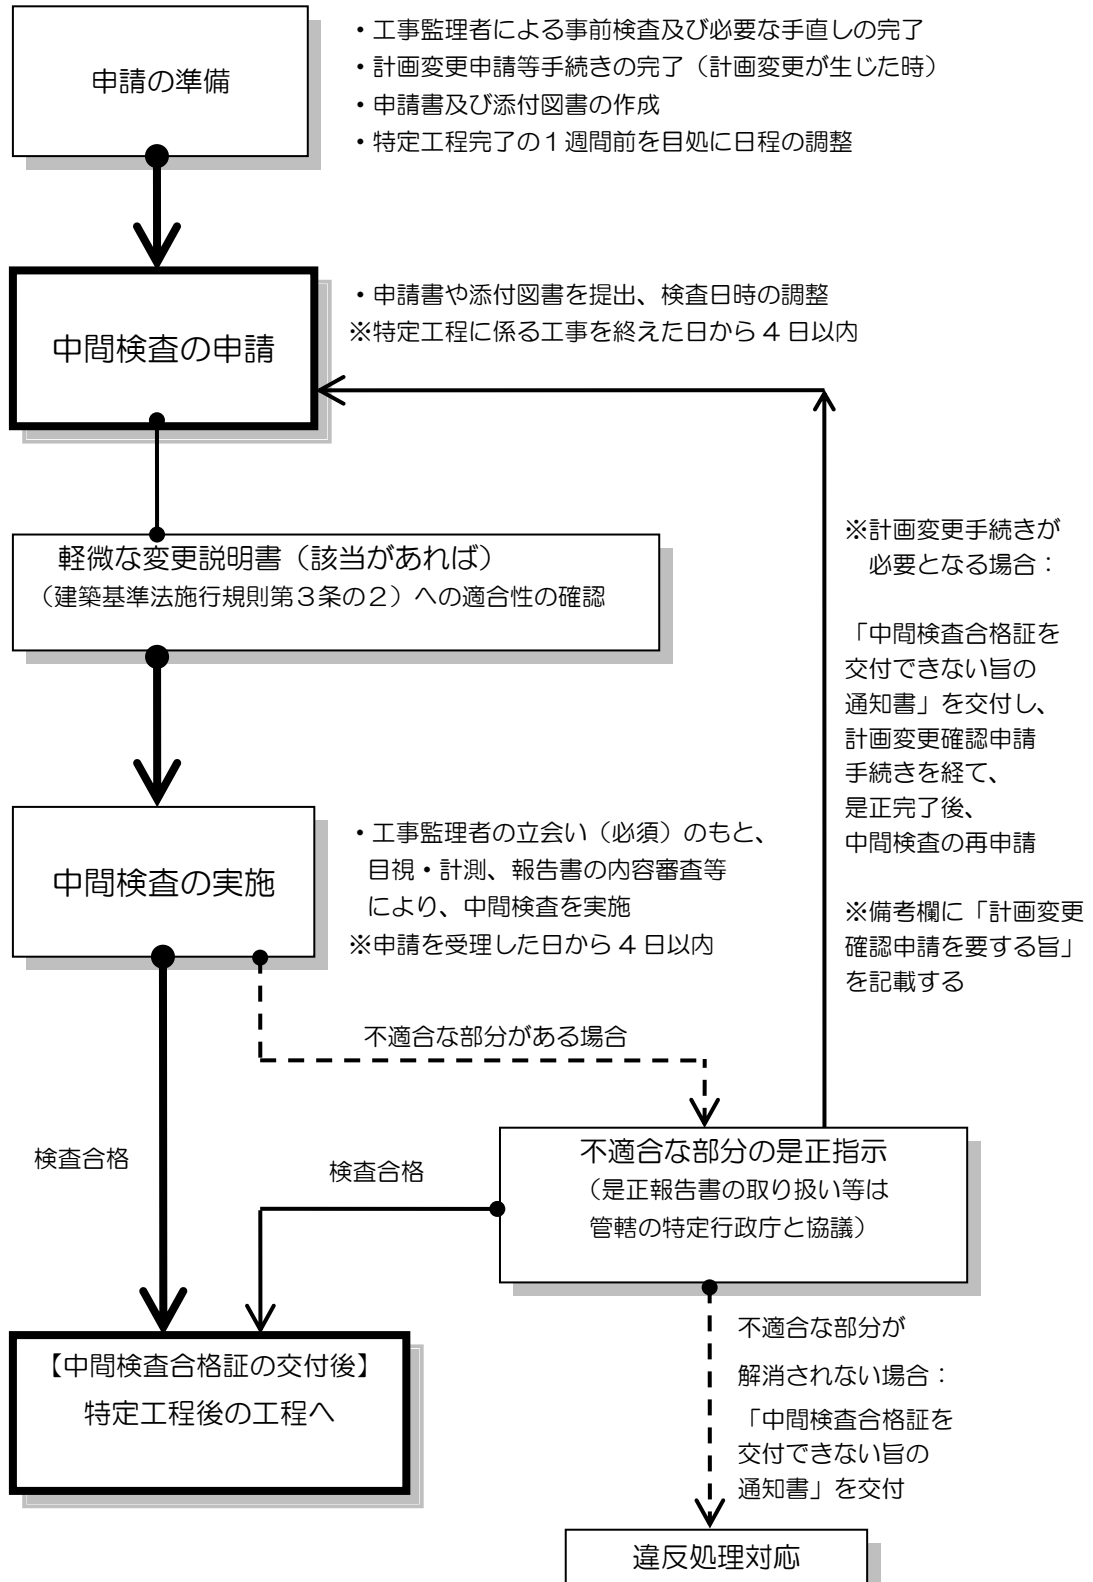 申請の準備
・工事監理者による事前検査及び必要な手直しの完了
・計画変更申請等手続きの完了（計画変更が生じた時）
・申請書及び添付図書の作成
・特定工程完了の１週間前を目処に日程の調整
中間検査の申請
・申請書や添付図書を提出、検査日時の調整
※特定工程に係る工事を終えた日から 4 日以内
軽微な変更説明書（該当があれば）
（建築基準法施行規則第３条の２）への適合性の確認
※計画変更手続きが
必要となる場合：
「中間検査合格証を
交付できない旨の
通知書」を交付し、
計画変更確認申請
手続きを経て、
是正完了後、
中間検査の再申請
※備考欄に「計画変更
確認申請を要する旨」
を記載する
中間検査の実施
・工事監理者の立会い（必須）のもと、
目視・計測、報告書の内容審査等
により、中間検査を実施
※申請を受理した日から 4 日以内
不適合な部分がある場合
検査合格
検査合格
不適合な部分の是正指示
（是正報告書の取り扱い等は
管轄の特定行政庁と協議）
【中間検査合格証の交付後】
特定工程後の工程へ
不適合な部分が
解消されない場合：
「中間検査合格証を
交付できない旨の
通知書」を交付
違反処理対応